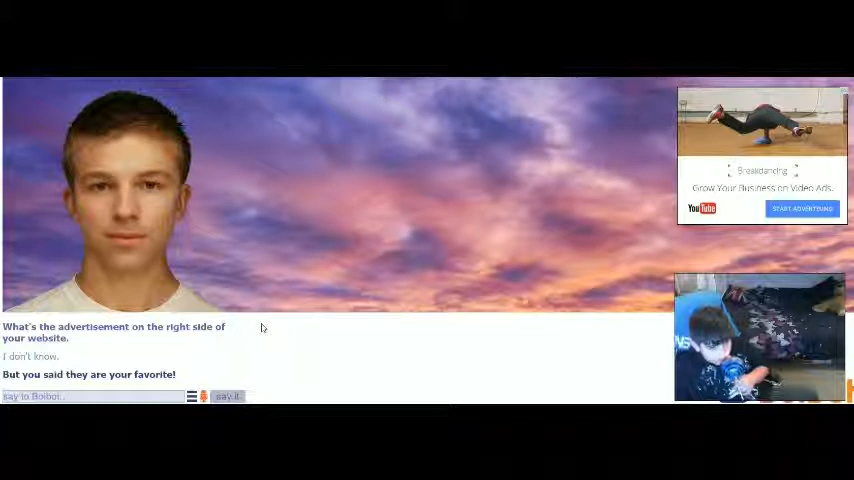 Breakdancing
Grow Your Business on Video Ads.
YouTube
START ADVERTISING
What's the advertisement on the right side of
your website.
I don't know.
But you said they are your favorite!
say to Boibot..
say it